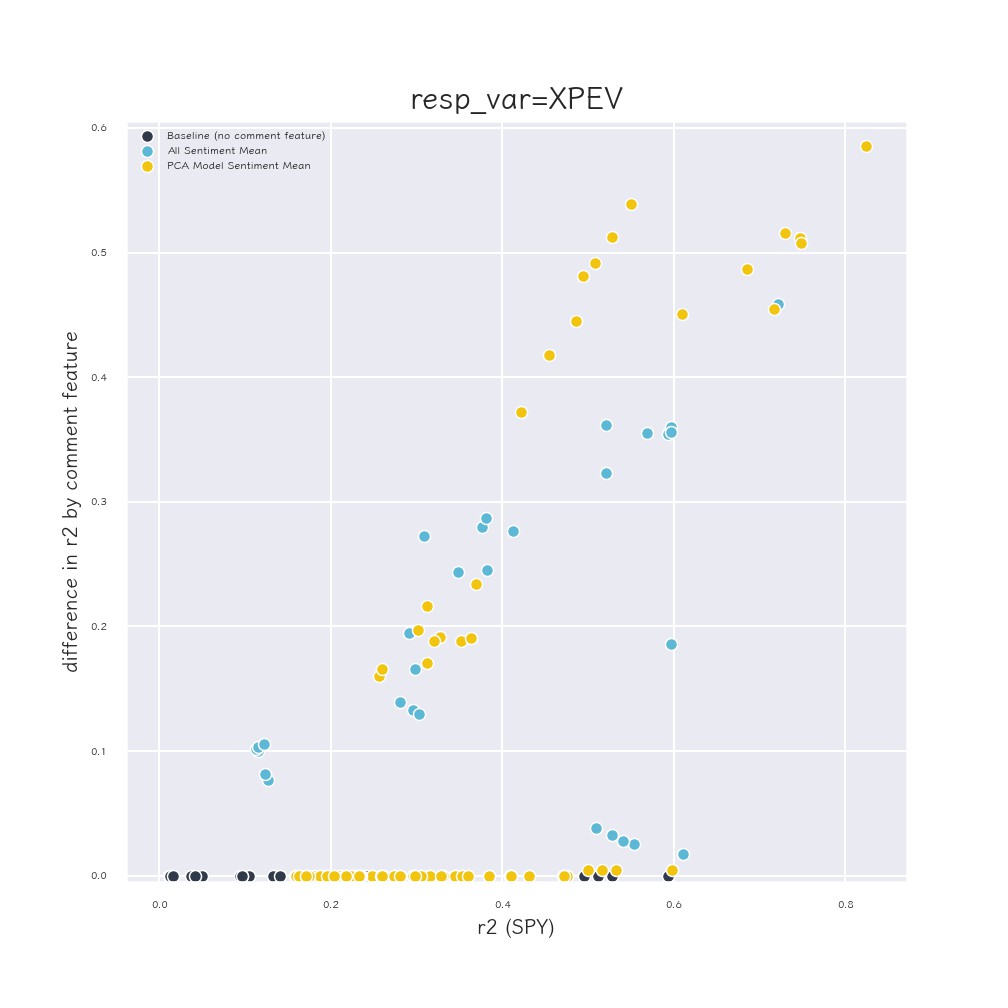 resp_var=XPEV
Baseline (no comment feature)
All Sentiment Mean
PCA Model Sentiment Mean
difference in r2 by comment feature
0.6
0.5
0.4
0.3
0.2
0.1
0.0
0.0 0.2 0.4 0.6 0.8
r2 (SPY)